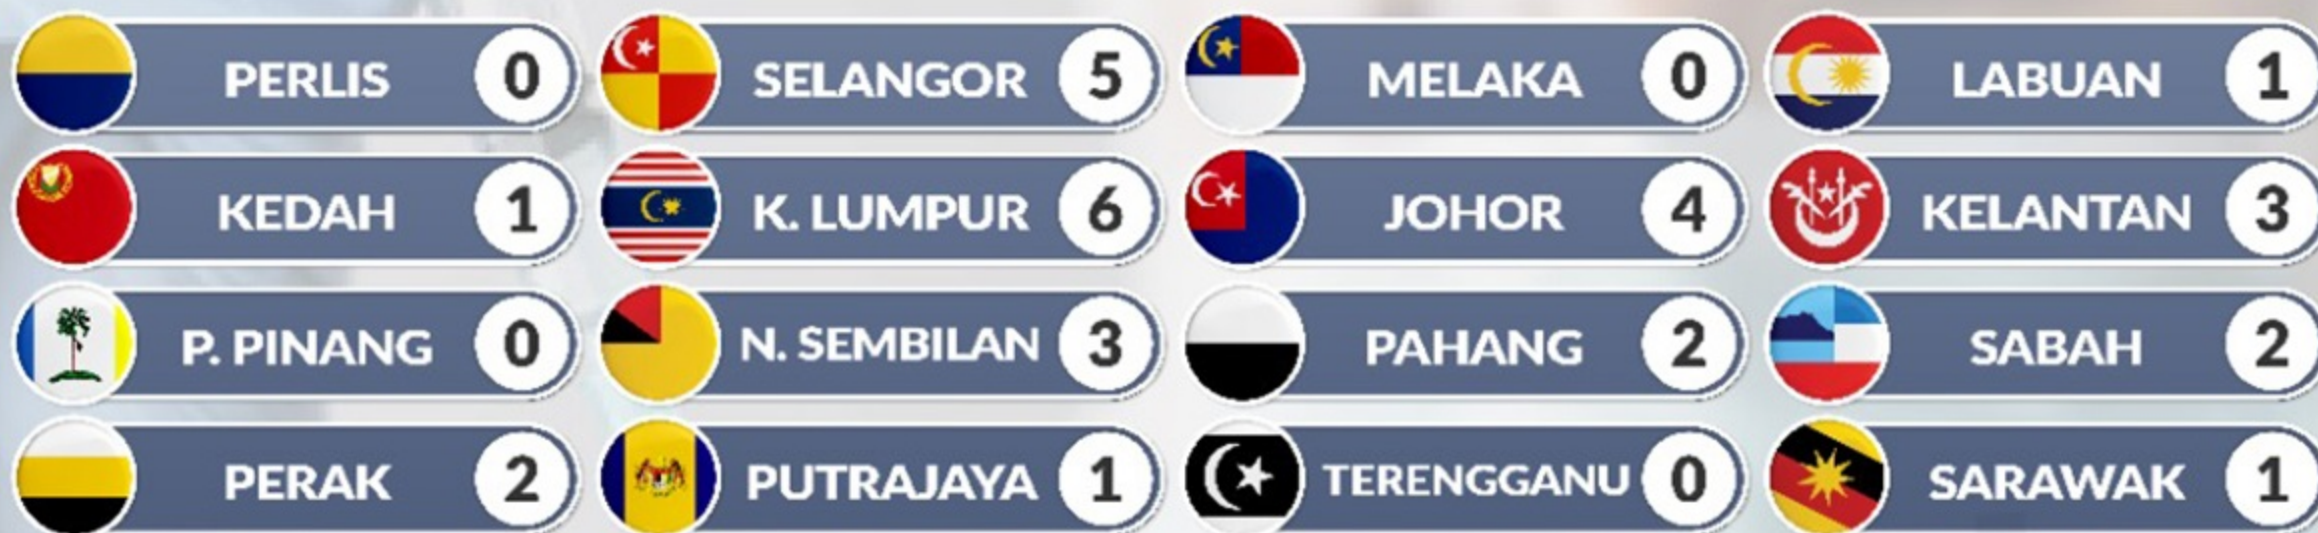 PERLIS 0
SELANGOR 5
MELAKA 0
LABUAN 1
KEDAH 1
K. LUMPUR 6
JOHOR 4
KELANTAN 3
P. PINANG 0
N. SEMBILAN 3
PAHANG 2
SABAH 2
PERAK 2
PUTRAJAYA 1
TERENGGANU 0
SARAWAK 1